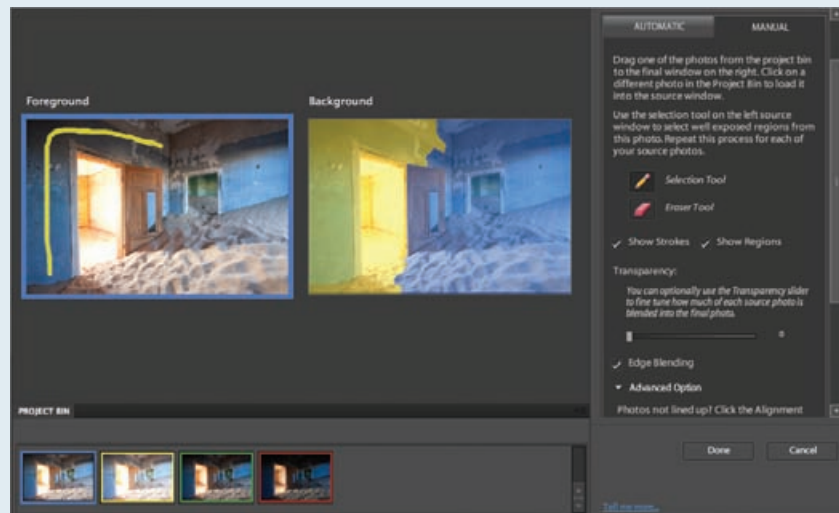 AUTOMATIC
MANUAL
Drag one of the photos from the project bin
to the final window on the right. Click on a
different photo in the Project Bin to load it
into the source window.
Use the selection tool on the left source
window to select well exposed regions from
this photo. Repeat this process for each of
your source photos.
Selection Tool
Eraser Tool
Show Strokes
Show Regions
Transparency:
You can optionally use the Transparency slider
to fine tune how much of each source photo is
blended into the final photo.
0
Edge Blending
Advanced Option
Photos not lined up? Click the Alignment
Foreground
Background
PROJECT BIN
Done
Cancel
Tell me more...